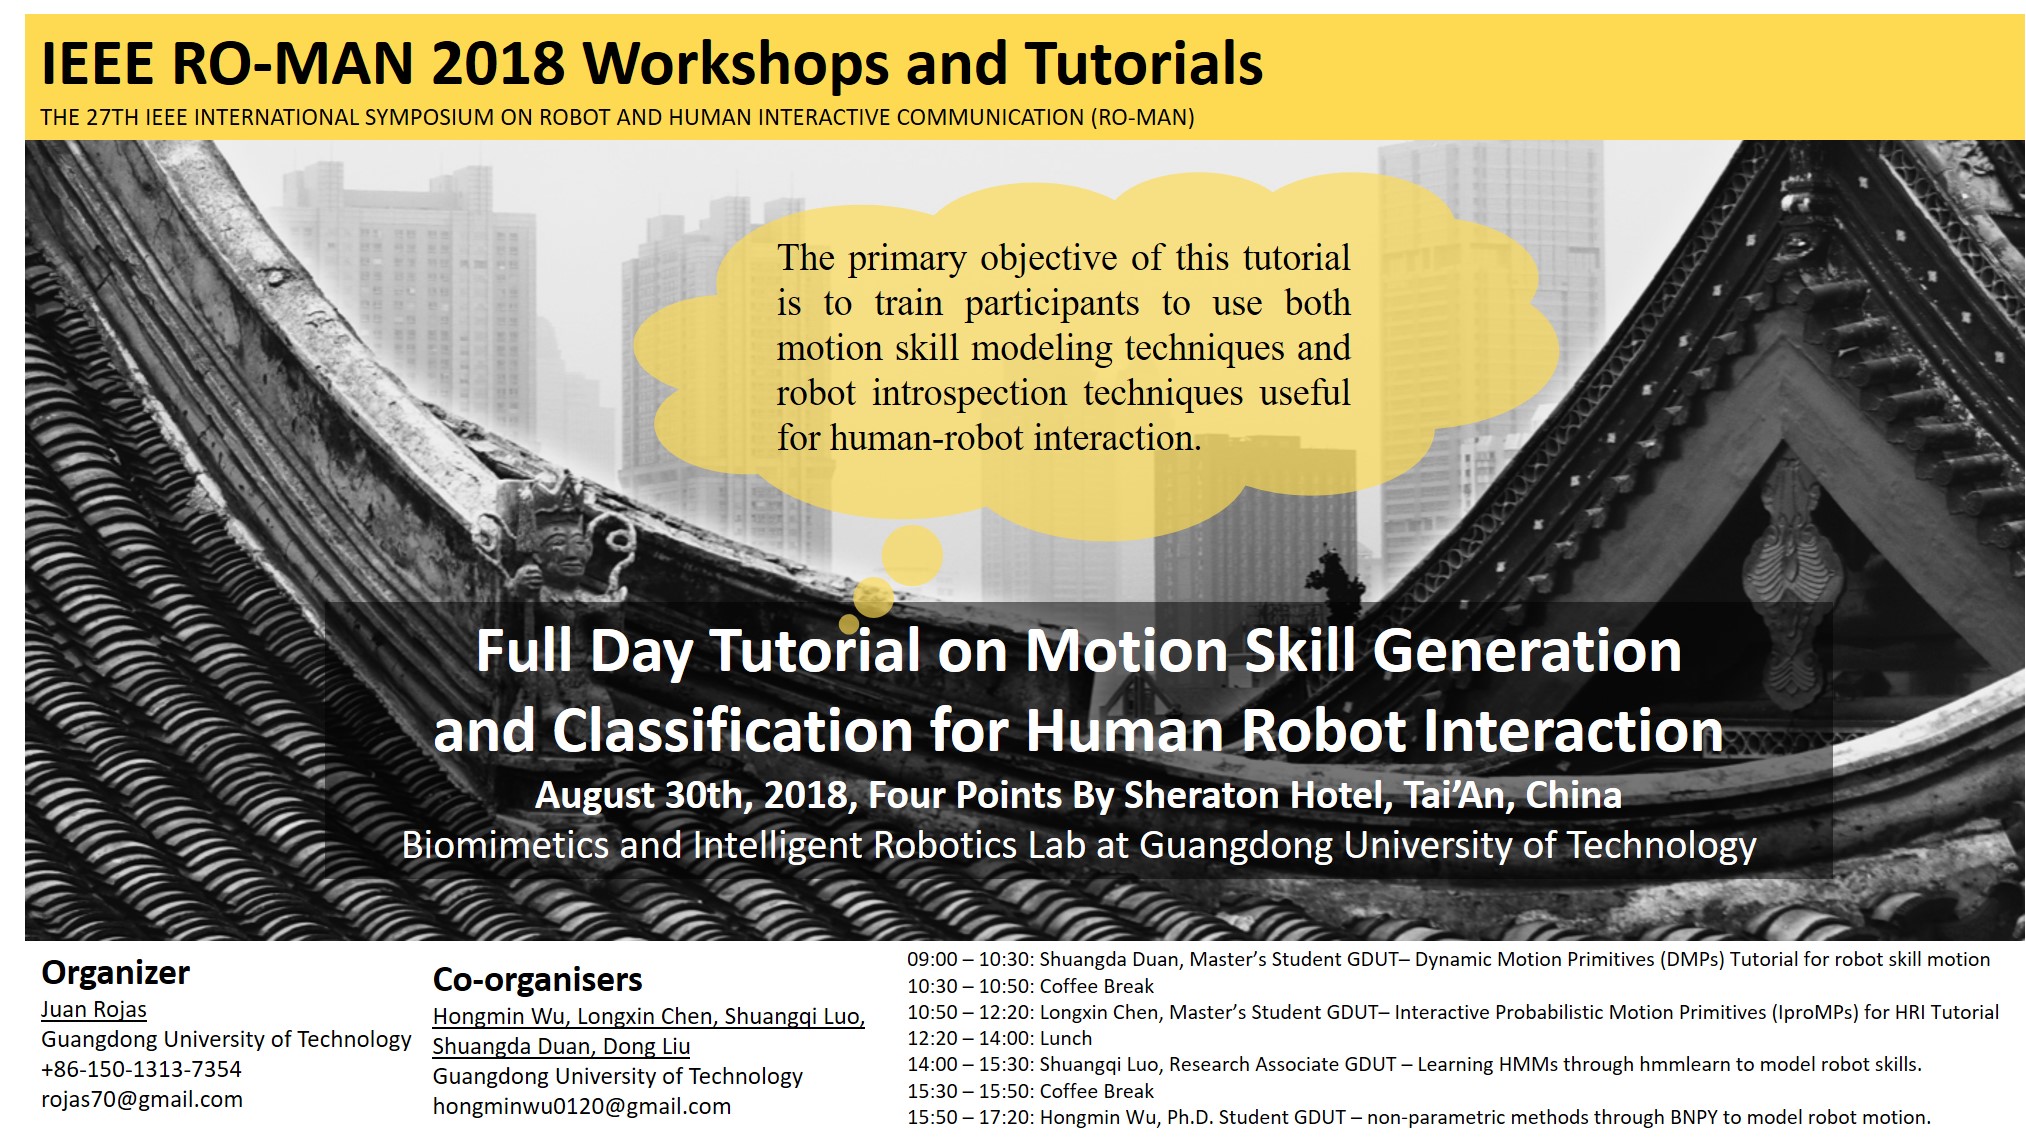 IEEE RO-MAN 2018 Workshops and Tutorials
THE 27TH IEEE INTERNATIONAL SYMPOSIUM ON ROBOT AND HUMAN INTERACTIVE COMMUNICATION (RO-MAN)
The primary objective of this tutorial
is to train participants to use both
motion skill modeling techniques and
robot introspection techniques useful
for human-robot interaction.
Full Day Tutorial on Motion Skill Generation
and Classification for Human Robot Interaction
August 30th, 2018, Four Points By Sheraton Hotel, Tai’An, China
Biomimetics and Intelligent Robotics Lab at Guangdong University of Technology
Organizer
Juan Rojas
Guangdong University of Technology
+86-150-1313-7354
rojas70@gmail.com
Co-organisers
Hongmin Wu, Longxin Chen, Shuangqi Luo,
Shuangda Duan, Dong Liu
Guangdong University of Technology
hongminwu0120@gmail.com
09:00 – 10:30: Shuangda Duan, Master’s Student GDUT– Dynamic Motion Primitives (DMPs) Tutorial for robot skill motion
10:30 – 10:50: Coffee Break
10:50 – 12:20: Longxin Chen, Master’s Student GDUT– Interactive Probabilistic Motion Primitives (IproMPs) for HRI Tutorial
12:20 – 14:00: Lunch
14:00 – 15:30: Shuangqi Luo, Research Associate GDUT – Learning HMMs through hmmlearn to model robot skills.
15:30 – 15:50: Coffee Break
15:50 – 17:20: Hongmin Wu, Ph.D. Student GDUT – non-parametric methods through BNPY to model robot motion.